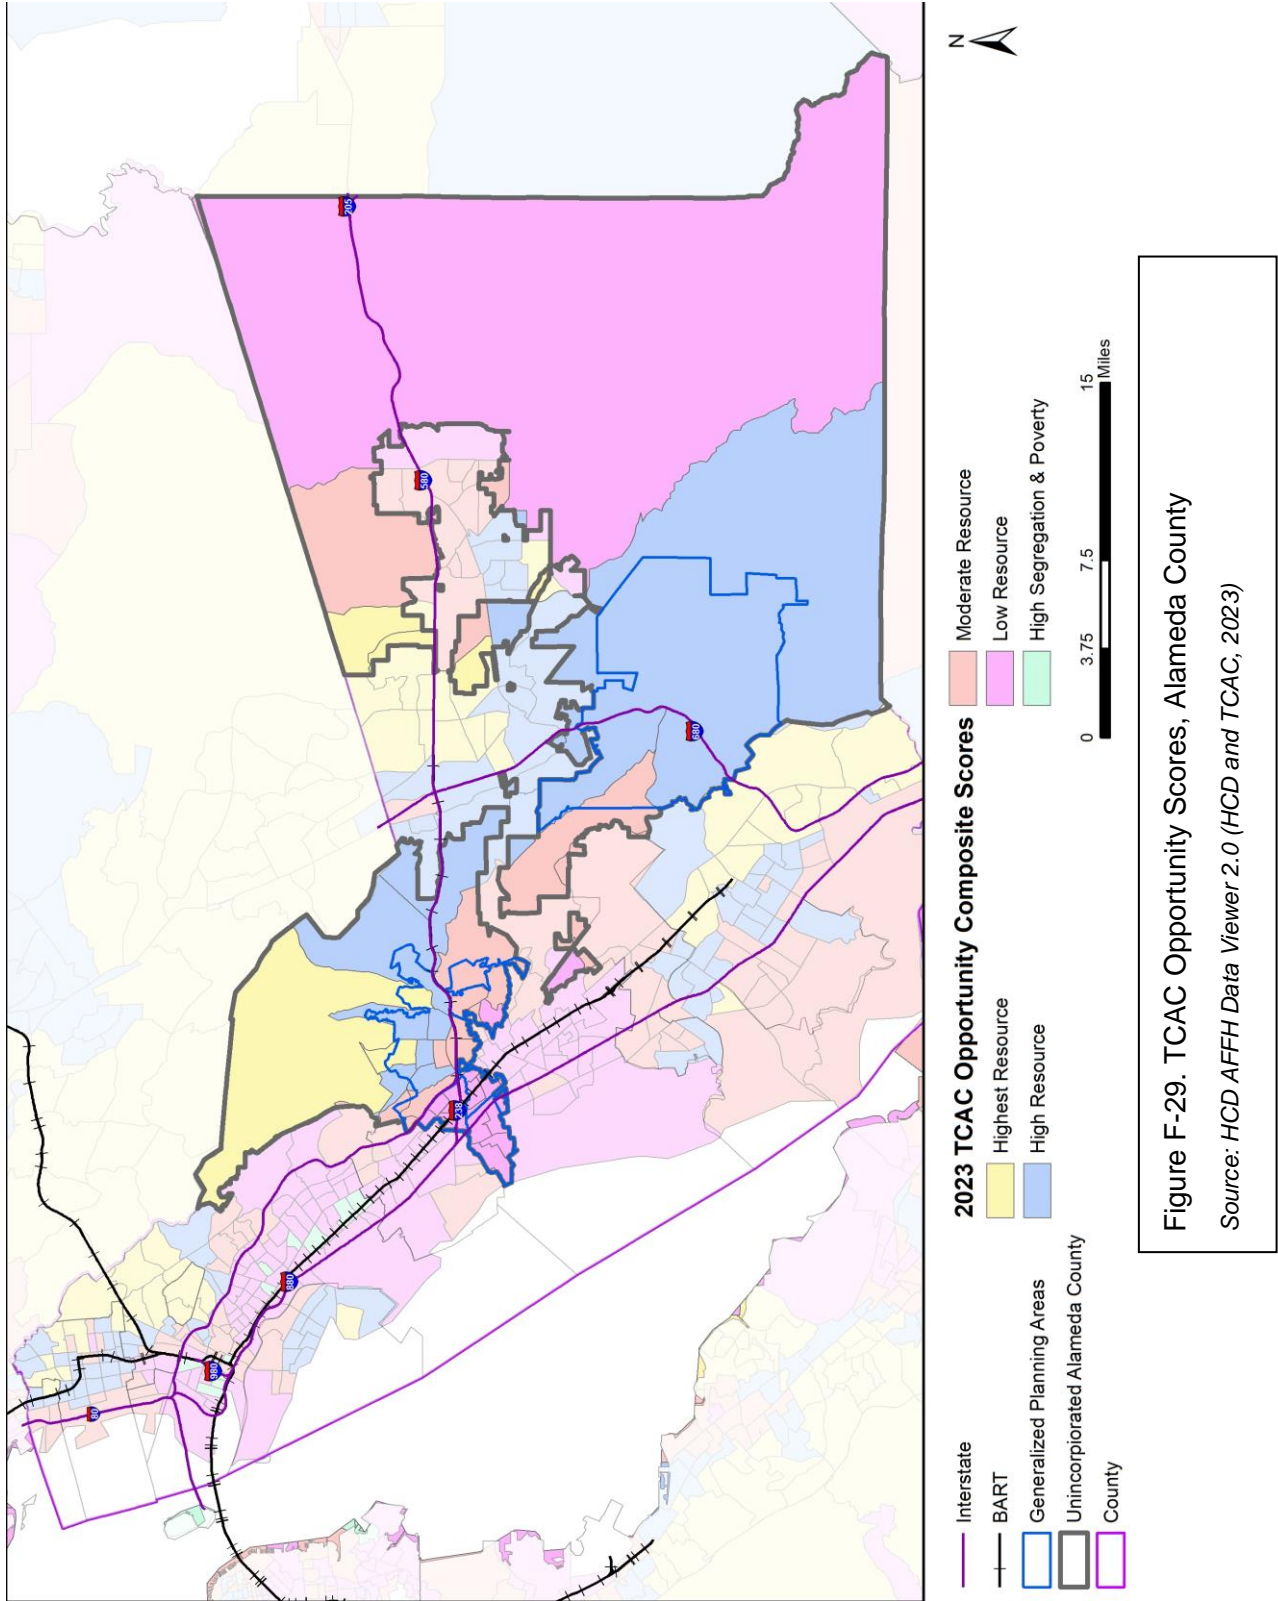 205
580
680
238
880
980
80
N
Interstate
BART
Generalized Planning Areas
Unincorpiorated Alameda County
County
2023 TCAC Opportunity Composite Scores
Highest Resource
High Resource
Moderate Resource
Low Resource
High Segregation & Poverty
0 3.75 7.5 15
Miles
Figure F-29. TCAC Opportunity Scores, Alameda County
Source: HCD AFFH Data Viewer 2.0 (HCD and TCAC, 2023)